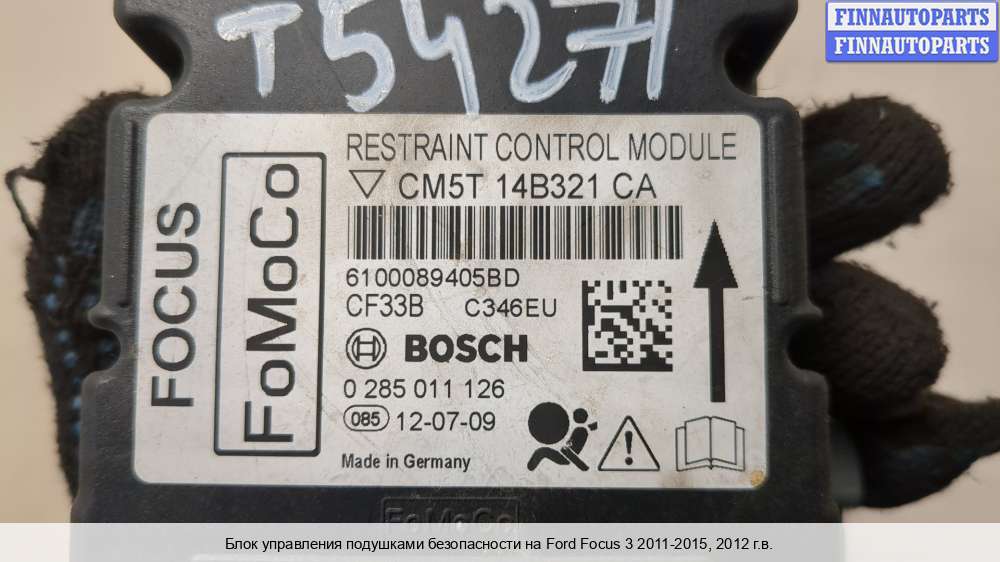 FINNAUTOPARTS
FINNAUTOPARTS
T54271
FOCUS
FoMoCo
RESTRAINT CONTROL MODULE
CM5T 14B321 CA
6100089405BD
CF33B C346EU
BOSCH
0 285 011 126
085 12-07-09
Made in Germany
FoMoCo
Блок управления подушками безопасности на Ford Focus 3 2011-2015, 2012 г.в.